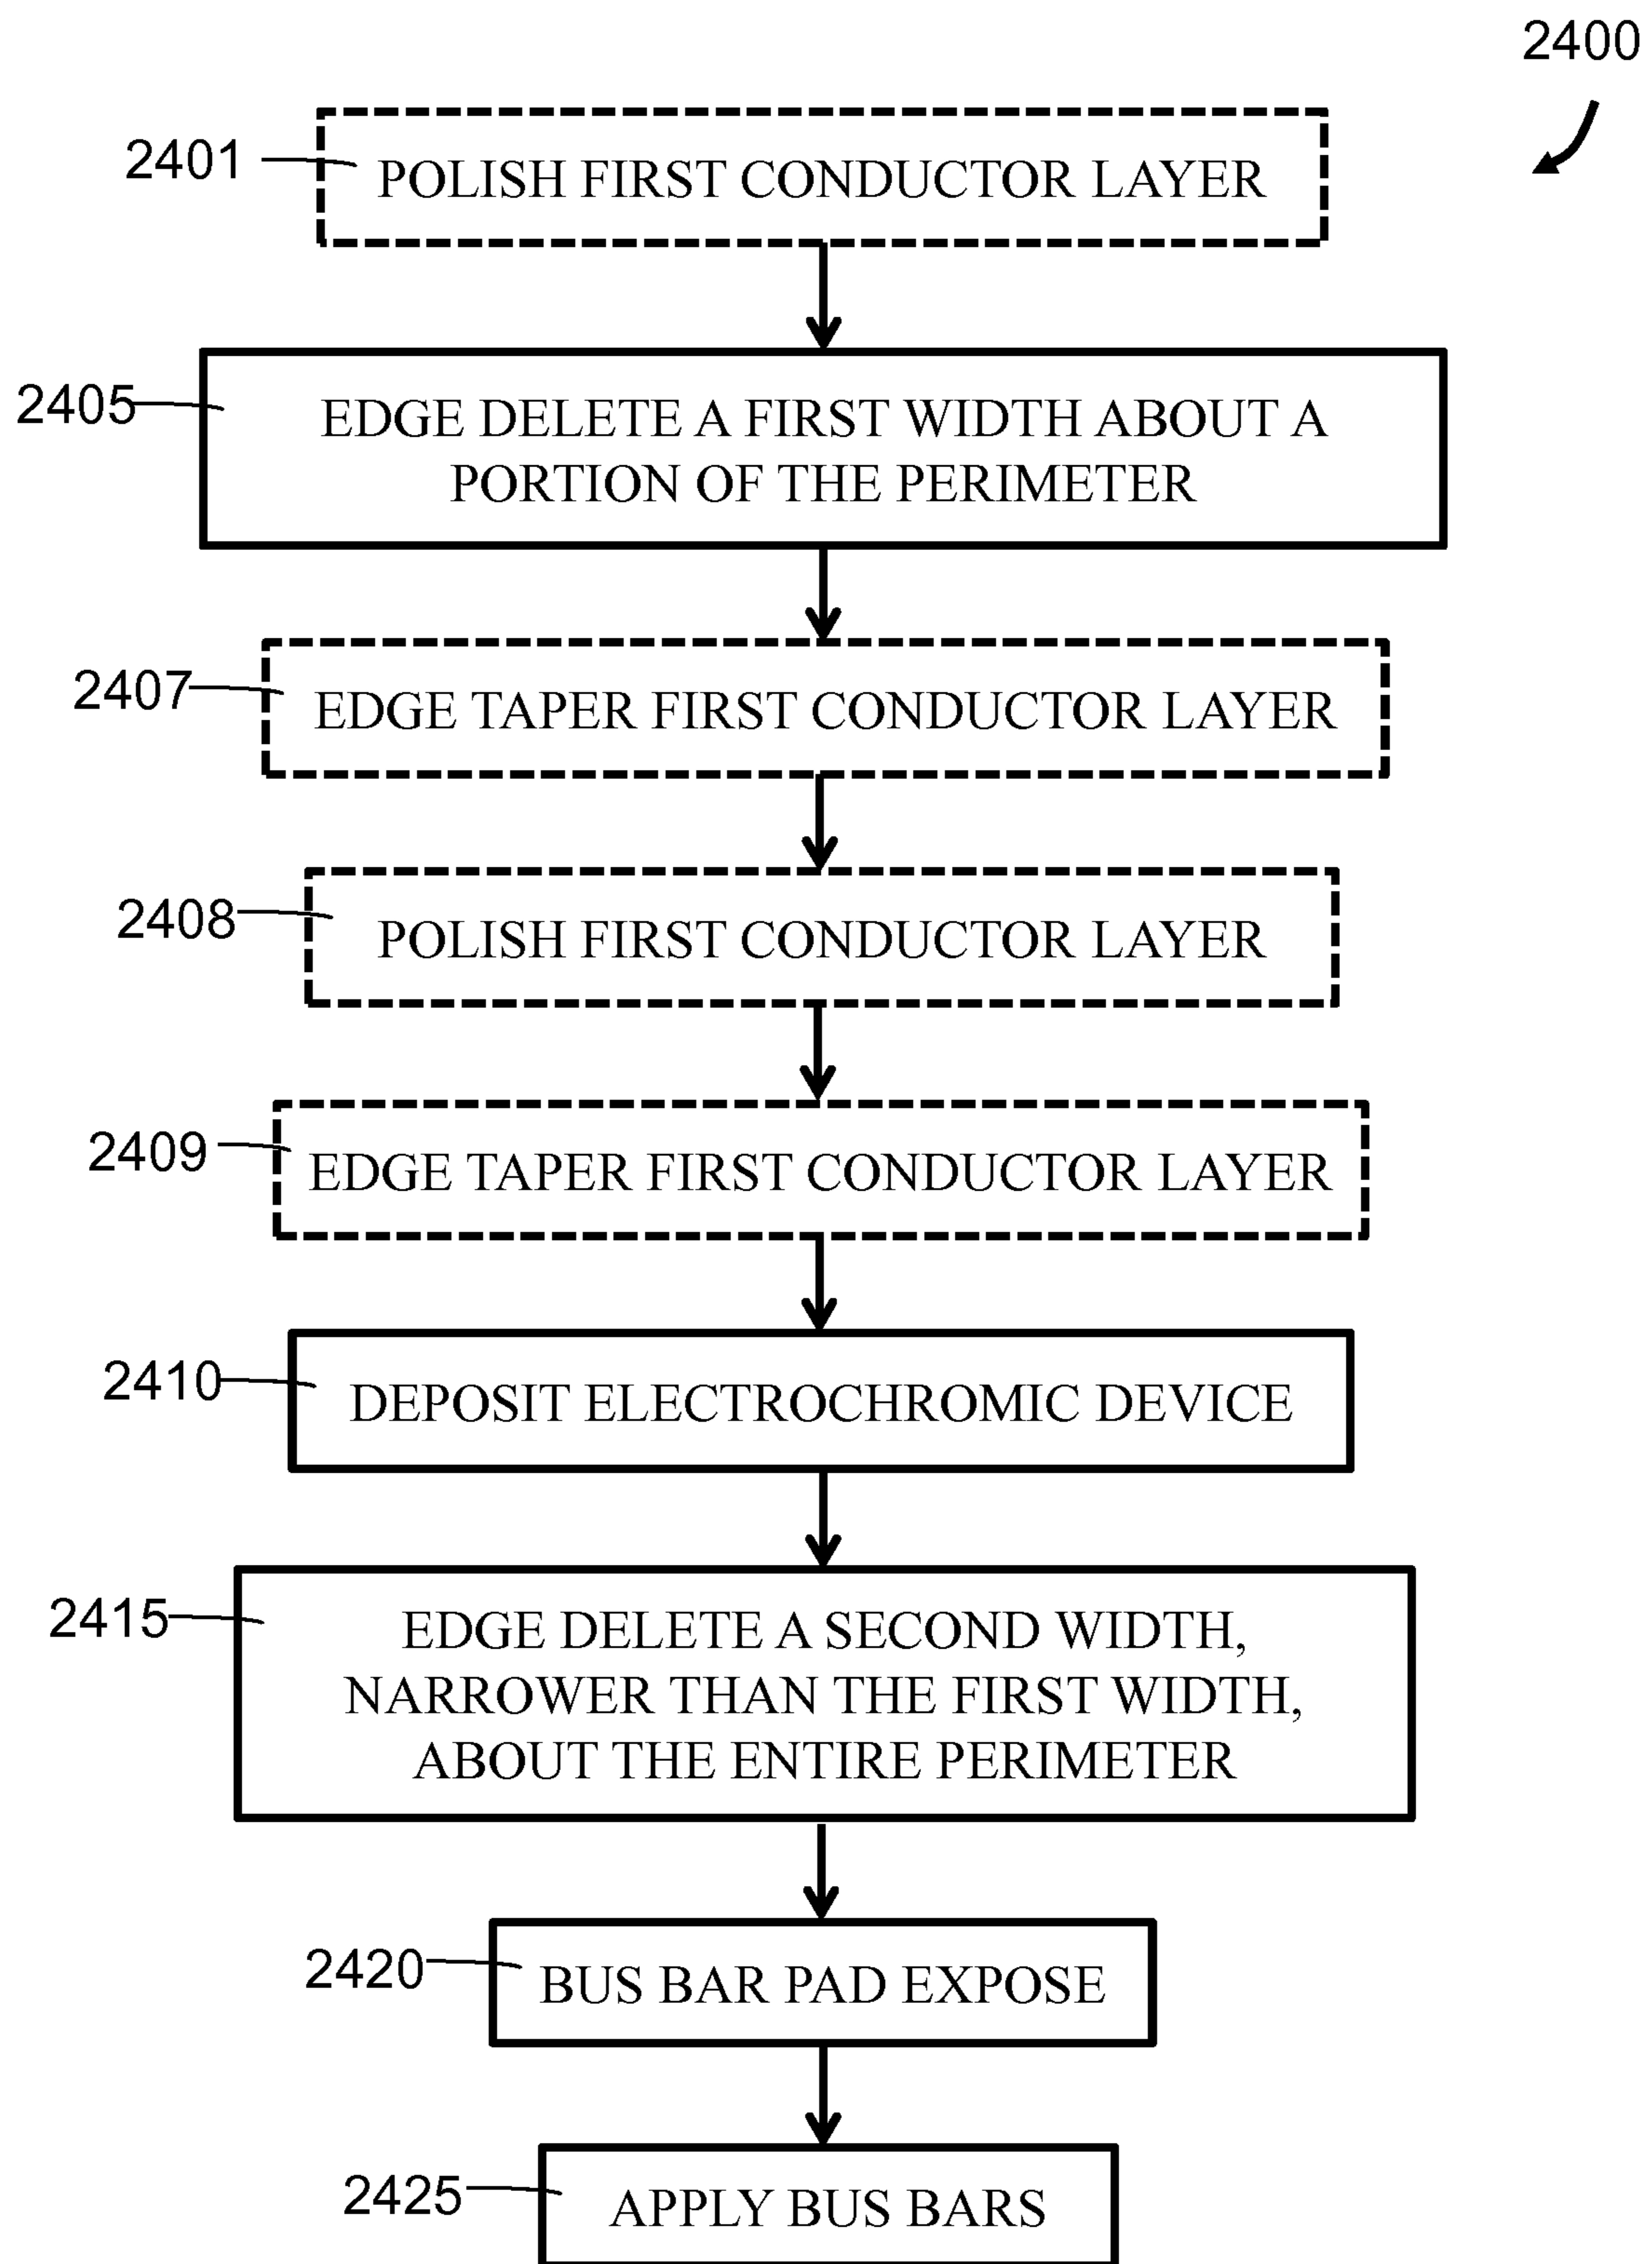 2400
2401
POLISH FIRST CONDUCTOR LAYER
2405
EDGE DELETE A FIRST WIDTH ABOUT A
PORTION OF THE PERIMETER
2407
EDGE TAPER FIRST CONDUCTOR LAYER
2408
POLISH FIRST CONDUCTOR LAYER
2409
EDGE TAPER FIRST CONDUCTOR LAYER
2410
DEPOSIT ELECTROCHROMIC DEVICE
2415
EDGE DELETE A SECOND WIDTH,
NARROWER THAN THE FIRST WIDTH,
ABOUT THE ENTIRE PERIMETER
2420
BUS BAR PAD EXPOSE
2425
APPLY BUS BARS